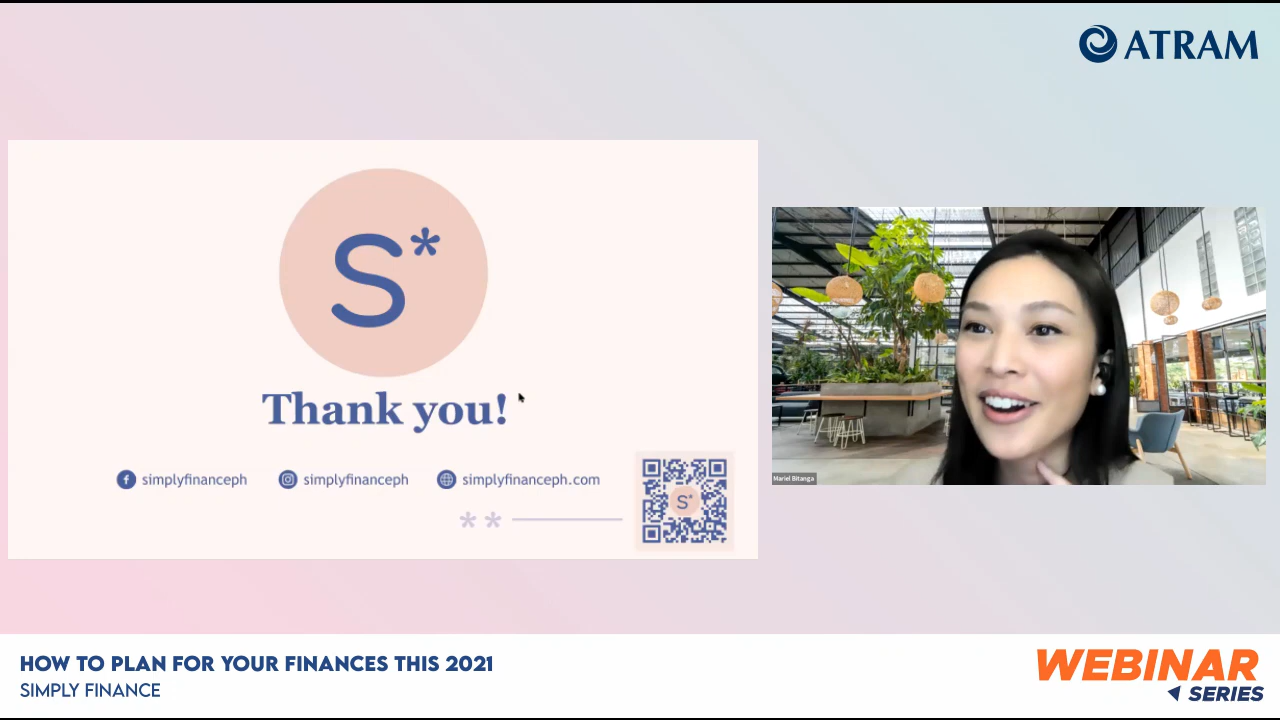 ATRAM
S*
Thank you!
simplyfinanceph
simplyfinanceph
simplyfinanceph.com
S*
Mariel Bitanga
HOW TO PLAN FOR YOUR FINANCES THIS 2021
SIMPLY FINANCE
WEBINAR
SERIES